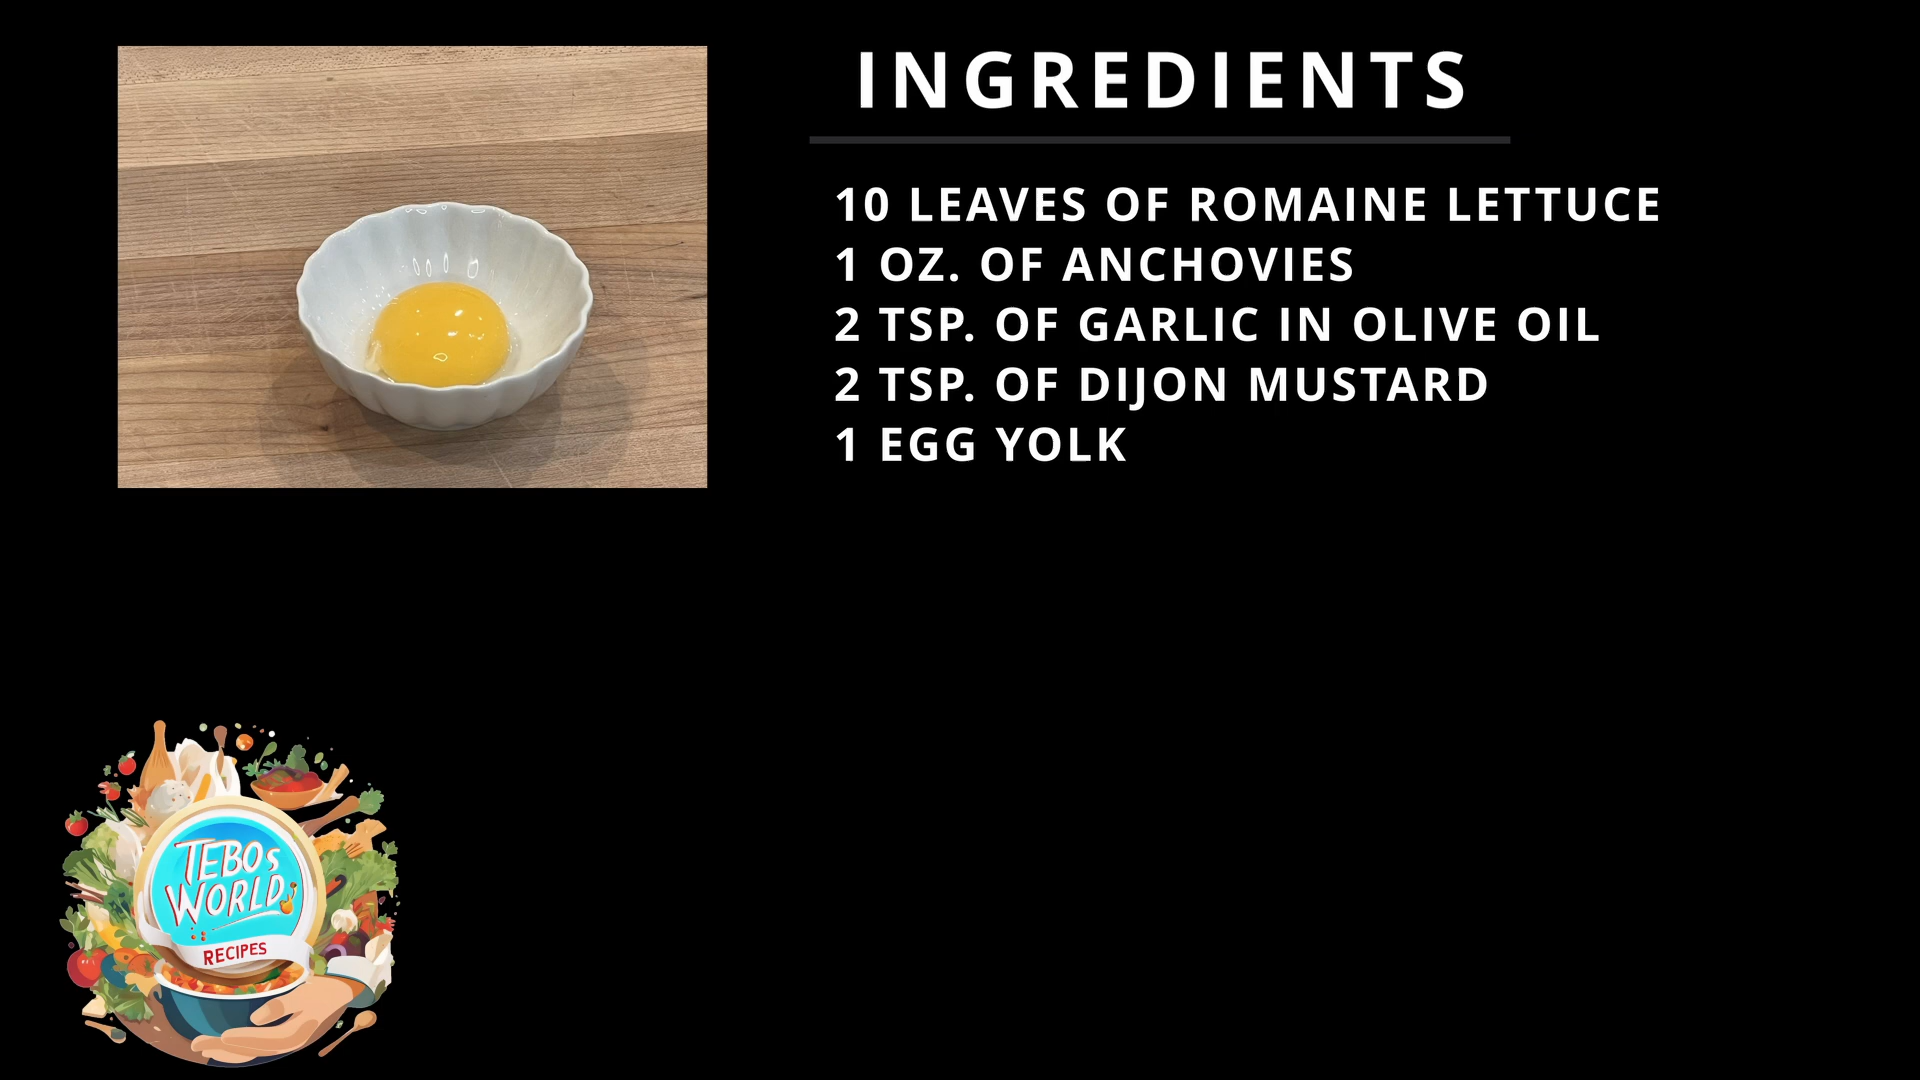 INGREDIENTS
10 LEAVES OF ROMAINE LETTUCE
1 OZ. OF ANCHOVIES
2 TSP. OF GARLIC IN OLIVE OIL
2 TSP. OF DIJON MUSTARD
1 EGG YOLK
TEBOs
WORLD
RECIPES